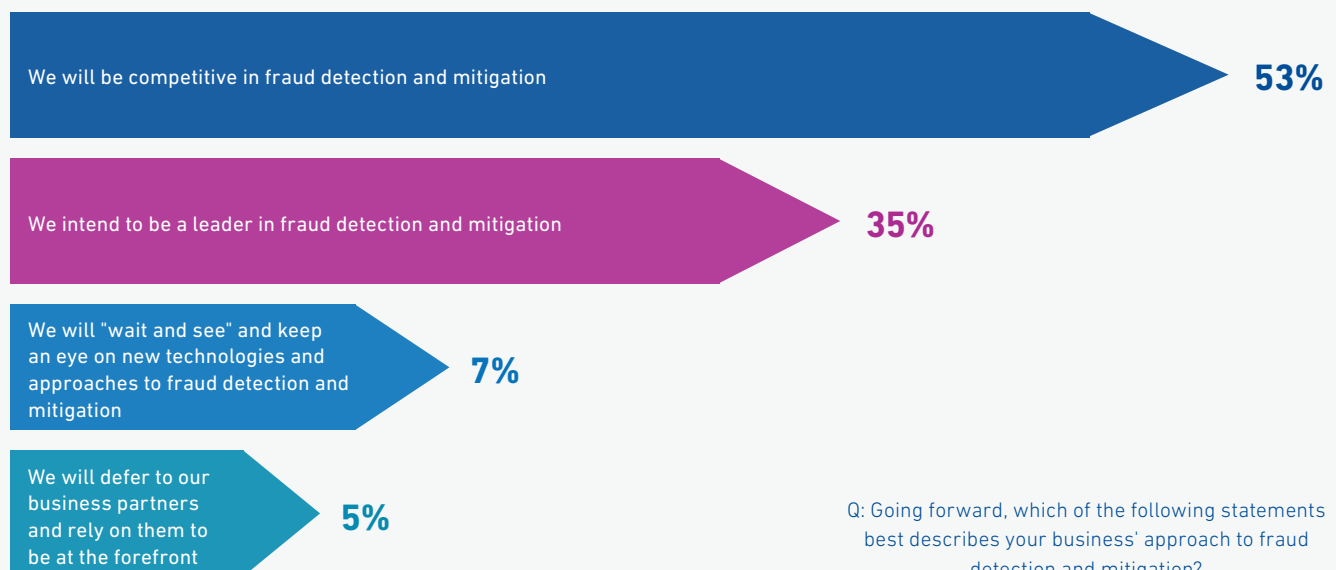 We will be competitive in fraud detection and mitigation
53%
We intend to be a leader in fraud detection and mitigation
35%
We will "wait and see" and keep
an eye on new technologies and
approaches to fraud detection and
mitigation
7%
We will defer to our
business partners
and rely on them to
be at the forefront
5%
Q: Going forward, which of the following statements
best describes your business' approach to fraud
detection and mitigation?